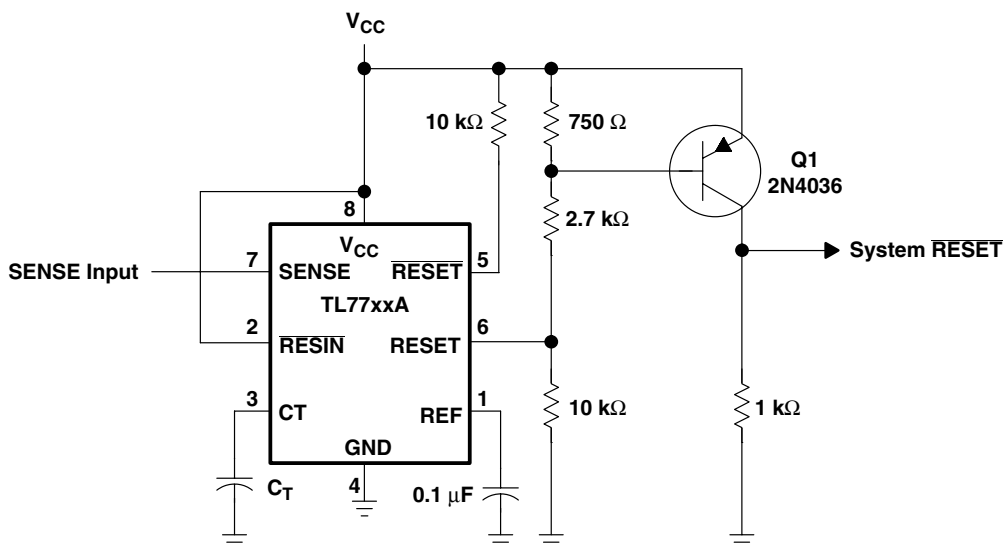 VCC
10 kΩ
750 Ω
Q1
2N4036
2.7 kΩ
8
VCC
SENSE Input
7
SENSE
RESET
5
System RESET
TL77xxA
2
RESIN
RESET
6
3
CT
REF
1
10 kΩ
1 kΩ
GND
CT
4
0.1 μF